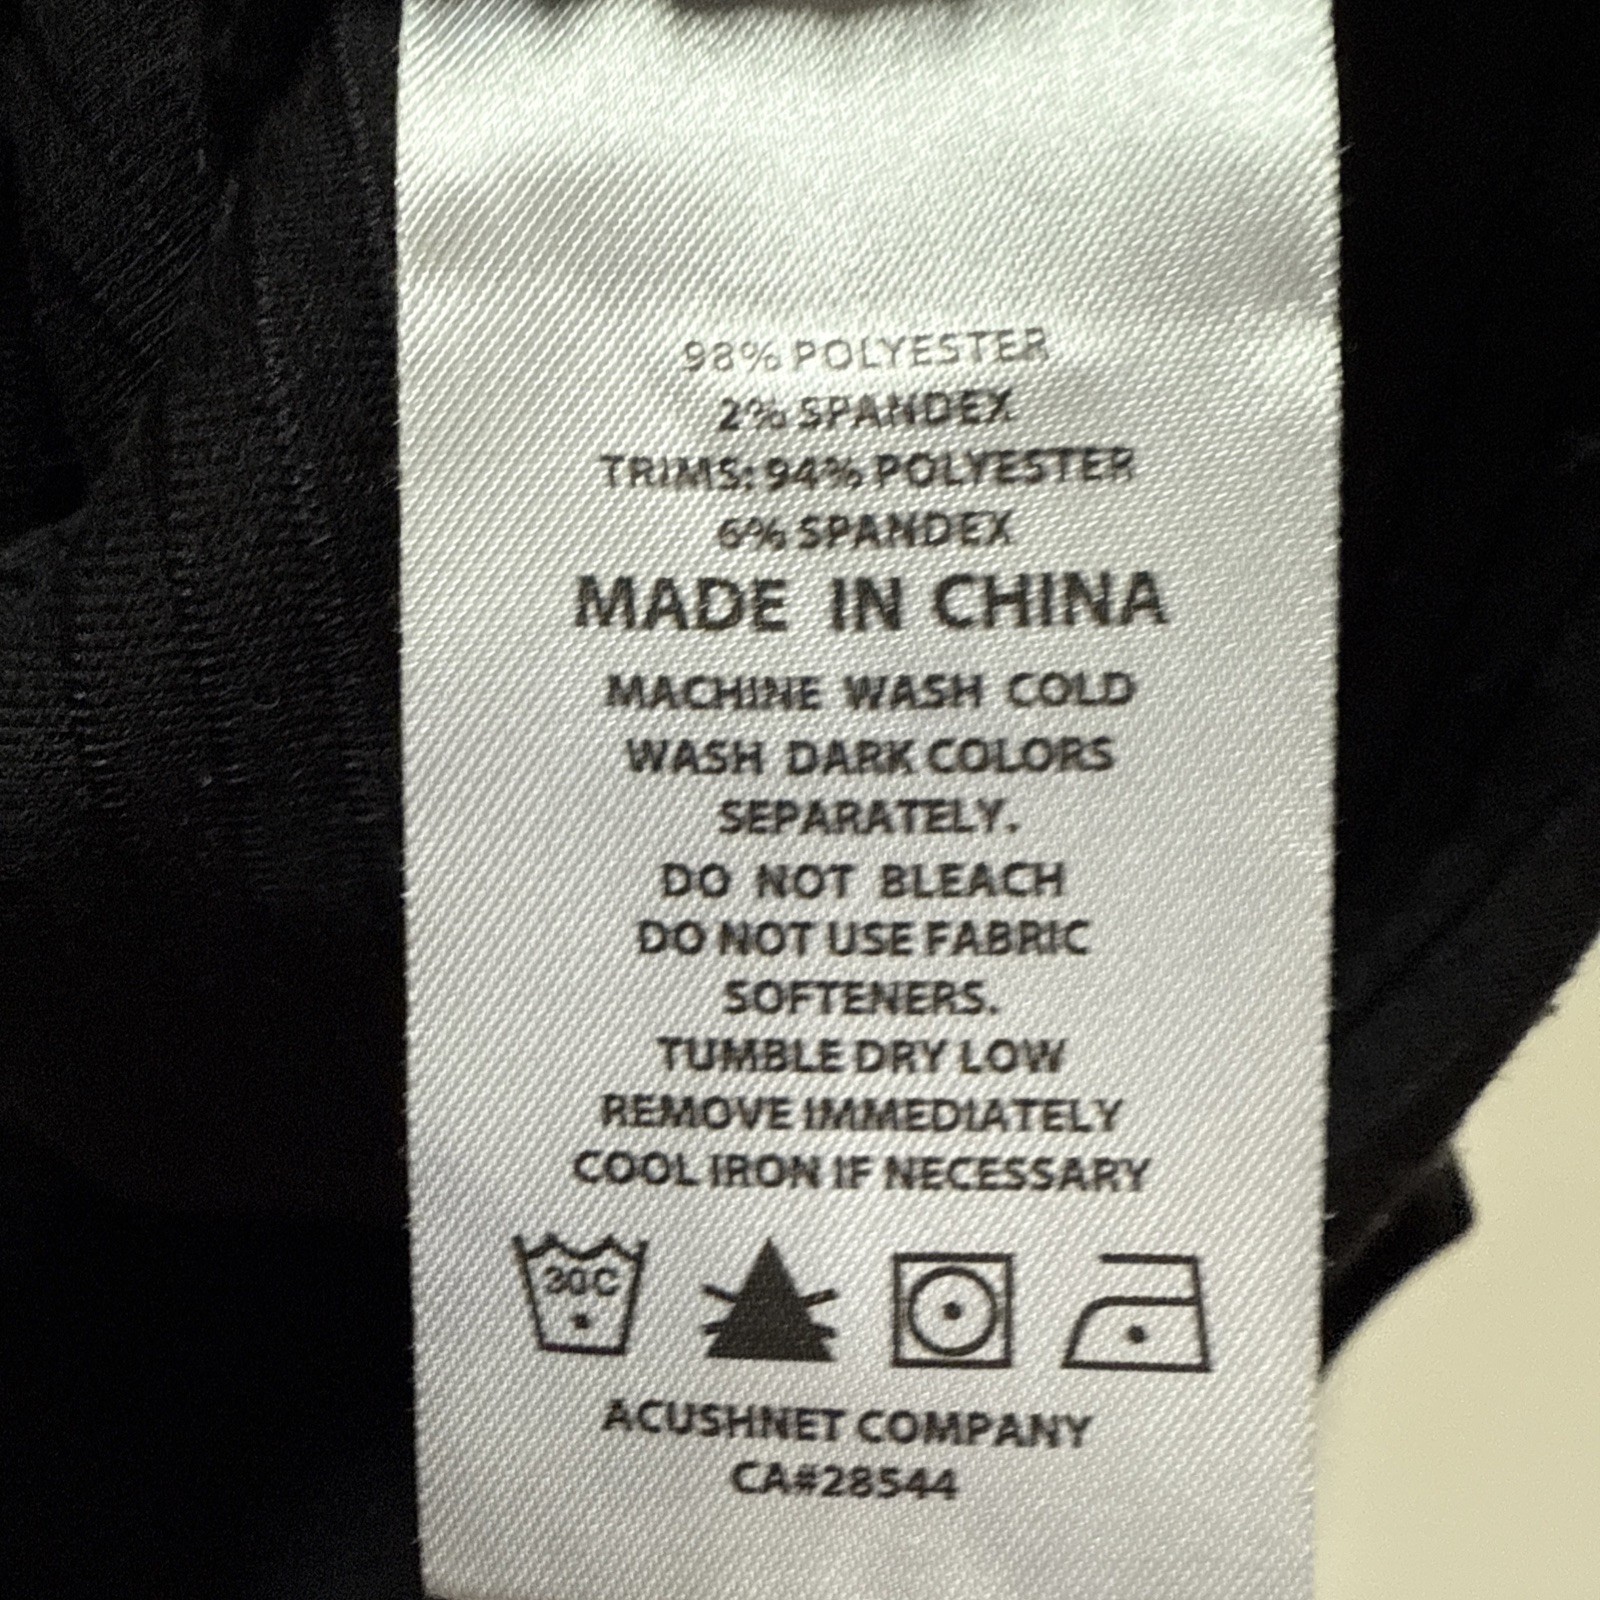 98% POLYESTER
2% SPANDEX
TRIMS: 94% POLYESTER
6% SPANDEX
MADE IN CHINA
MACHINE WASH COLD
WASH DARK COLORS
SEPARATELY.
DO NOT BLEACH
DO NOT USE FABRIC
SOFTENERS.
TUMBLE DRY LOW
REMOVE IMMEDIATELY
COOL IRON IF NECESSARY
30C
ACUSHNET COMPANY
CA#28544